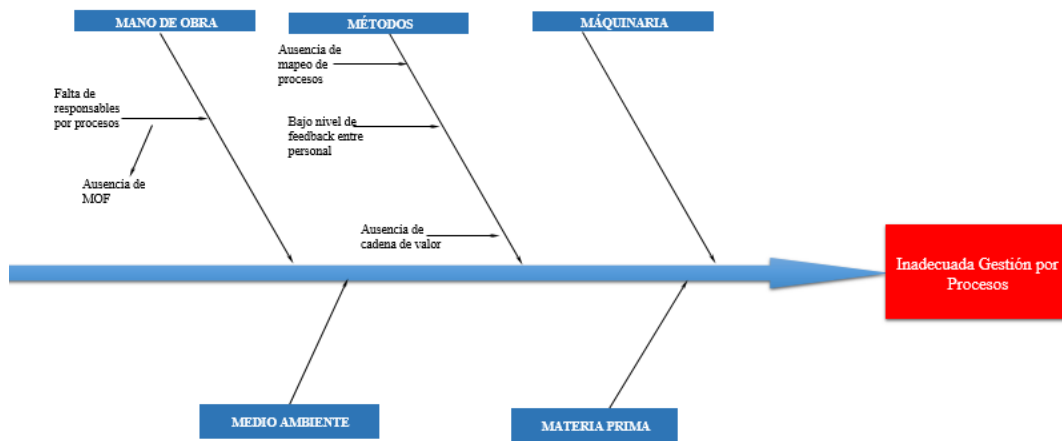 MANO DE OBRA
MÉTODOS
MÁQUINARIA
Ausencia de
mapeo de
procesos
Falta de
responsables
por procesos
Bajo nivel de
feedback entre
personal
Ausencia de
MOF
Ausencia de
cadena de valor
Inadecuada Gestión por
Procesos
MEDIO AMBIENTE
MATERIA PRIMA